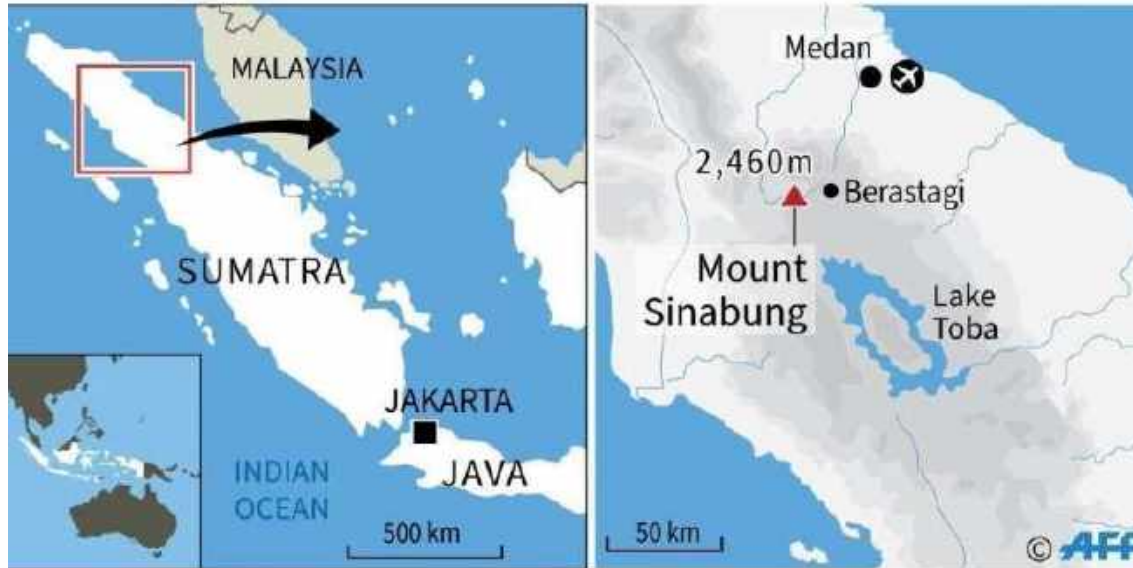 MALAYSIA
SUMATRA
JAKARTA
JAVA
INDIAN
OCEAN
500 km
Medan
2,460m
Berastagi
Mount
Sinabung
Lake
Toba
50 km
© AFP